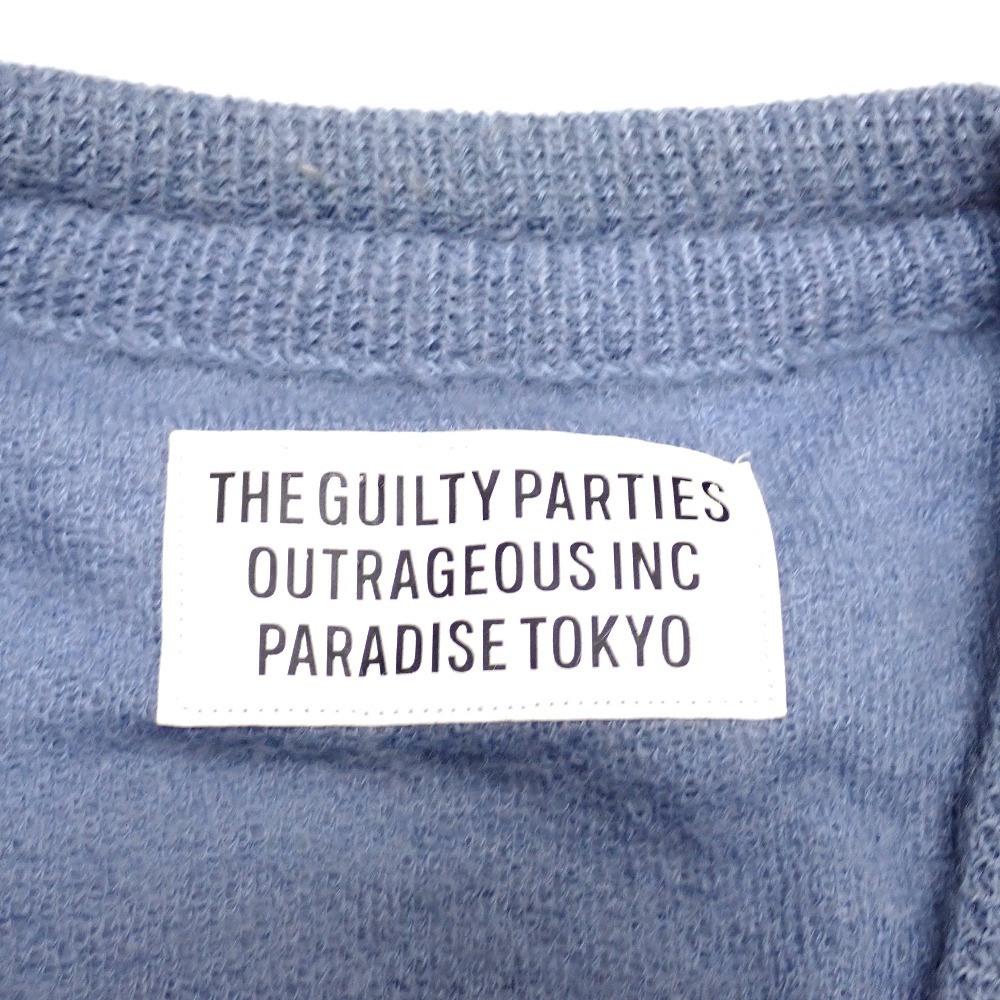 THE GUILTY PARTIES
OUTRAGEOUS INC
PARADISE TOKYO